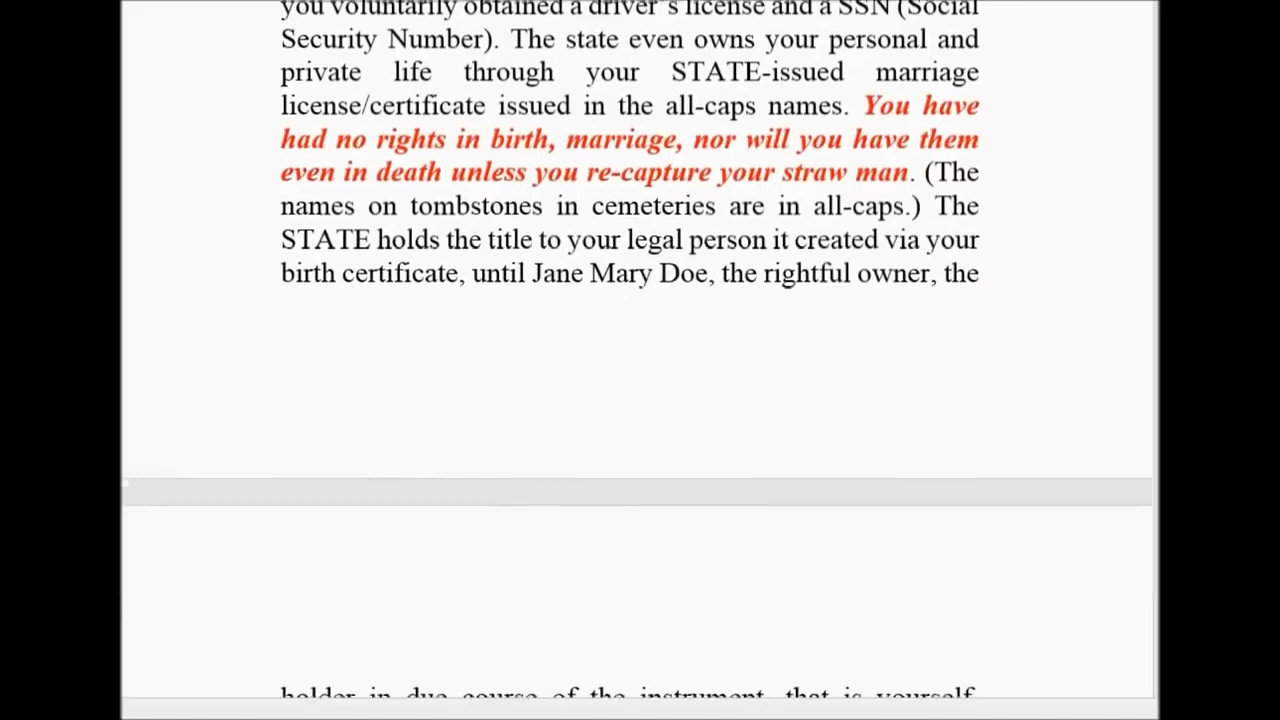 you voluntarily obtained a driver's license and a SSN (Social
Security Number). The state even owns your personal and
private life through your STATE-issued marriage
license/certificate issued in the all-caps names. You have
had no rights in birth, marriage, nor will you have them
even in death unless you re-capture your straw man. (The
names on tombstones in cemeteries are in all-caps.) The
STATE holds the title to your legal person it created via your
birth certificate, until Jane Mary Doe, the rightful owner, the
holder in due course of the instrument, that is yourself,